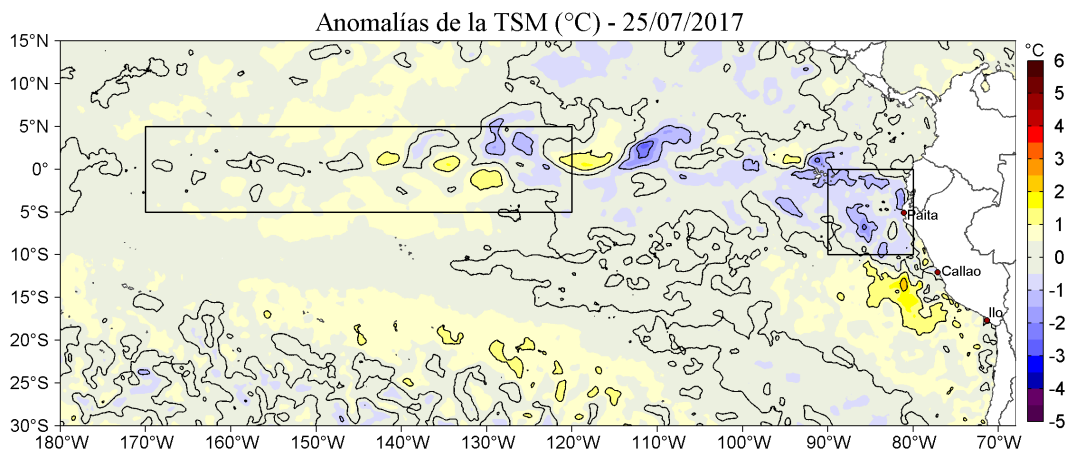 Anomalías de la TSM (°C) - 25/07/2017
15°N
10°N
5°N
0°
5°S
10°S
15°S
20°S
25°S
30°S
180°W
170°W
160°W
150°W
140°W
130°W
120°W
110°W
100°W
90°W
80°W
70°W
Paita
Callao
Ilo
°C
6
5
4
3
2
1
0
-1
-2
-3
-4
-5